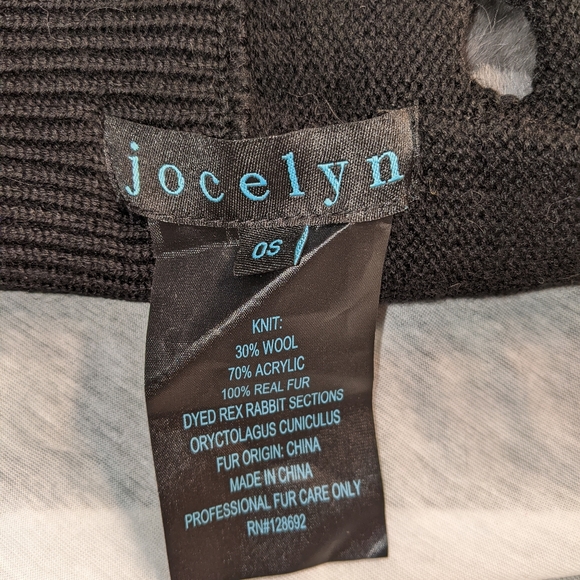 jocelyn
OS
KNIT:
30% WOOL
70% ACRYLIC
100% REAL FUR
DYED REX RABBIT SECTIONS
ORYCTOLAGUS CUNICULUS
FUR ORIGIN: CHINA
MADE IN CHINA
PROFESSIONAL FUR CARE ONLY
RN#128692